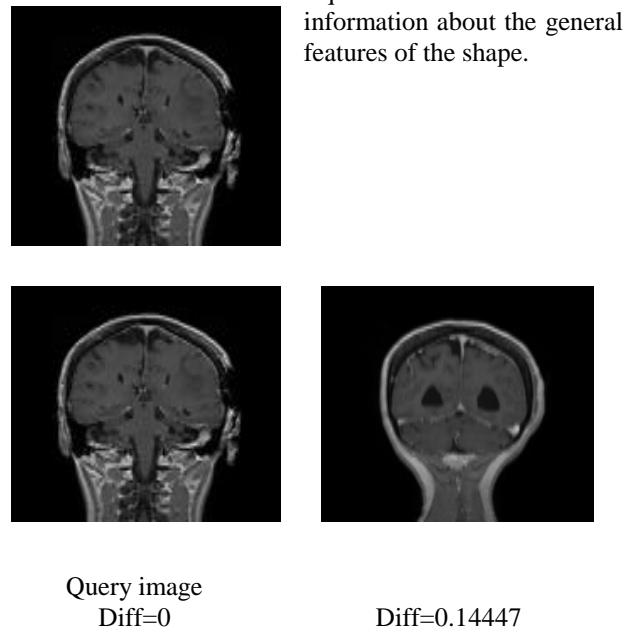 information about the general
features of the shape.
Query image
Diff=0
Diff=0.14447